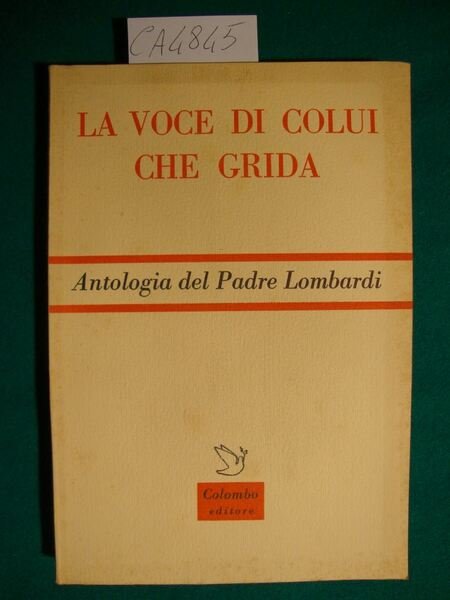 CA4845
LA VOCE DI COLUI
CHE GRIDA
Antologia del Padre Lombardi
Colombo
editore